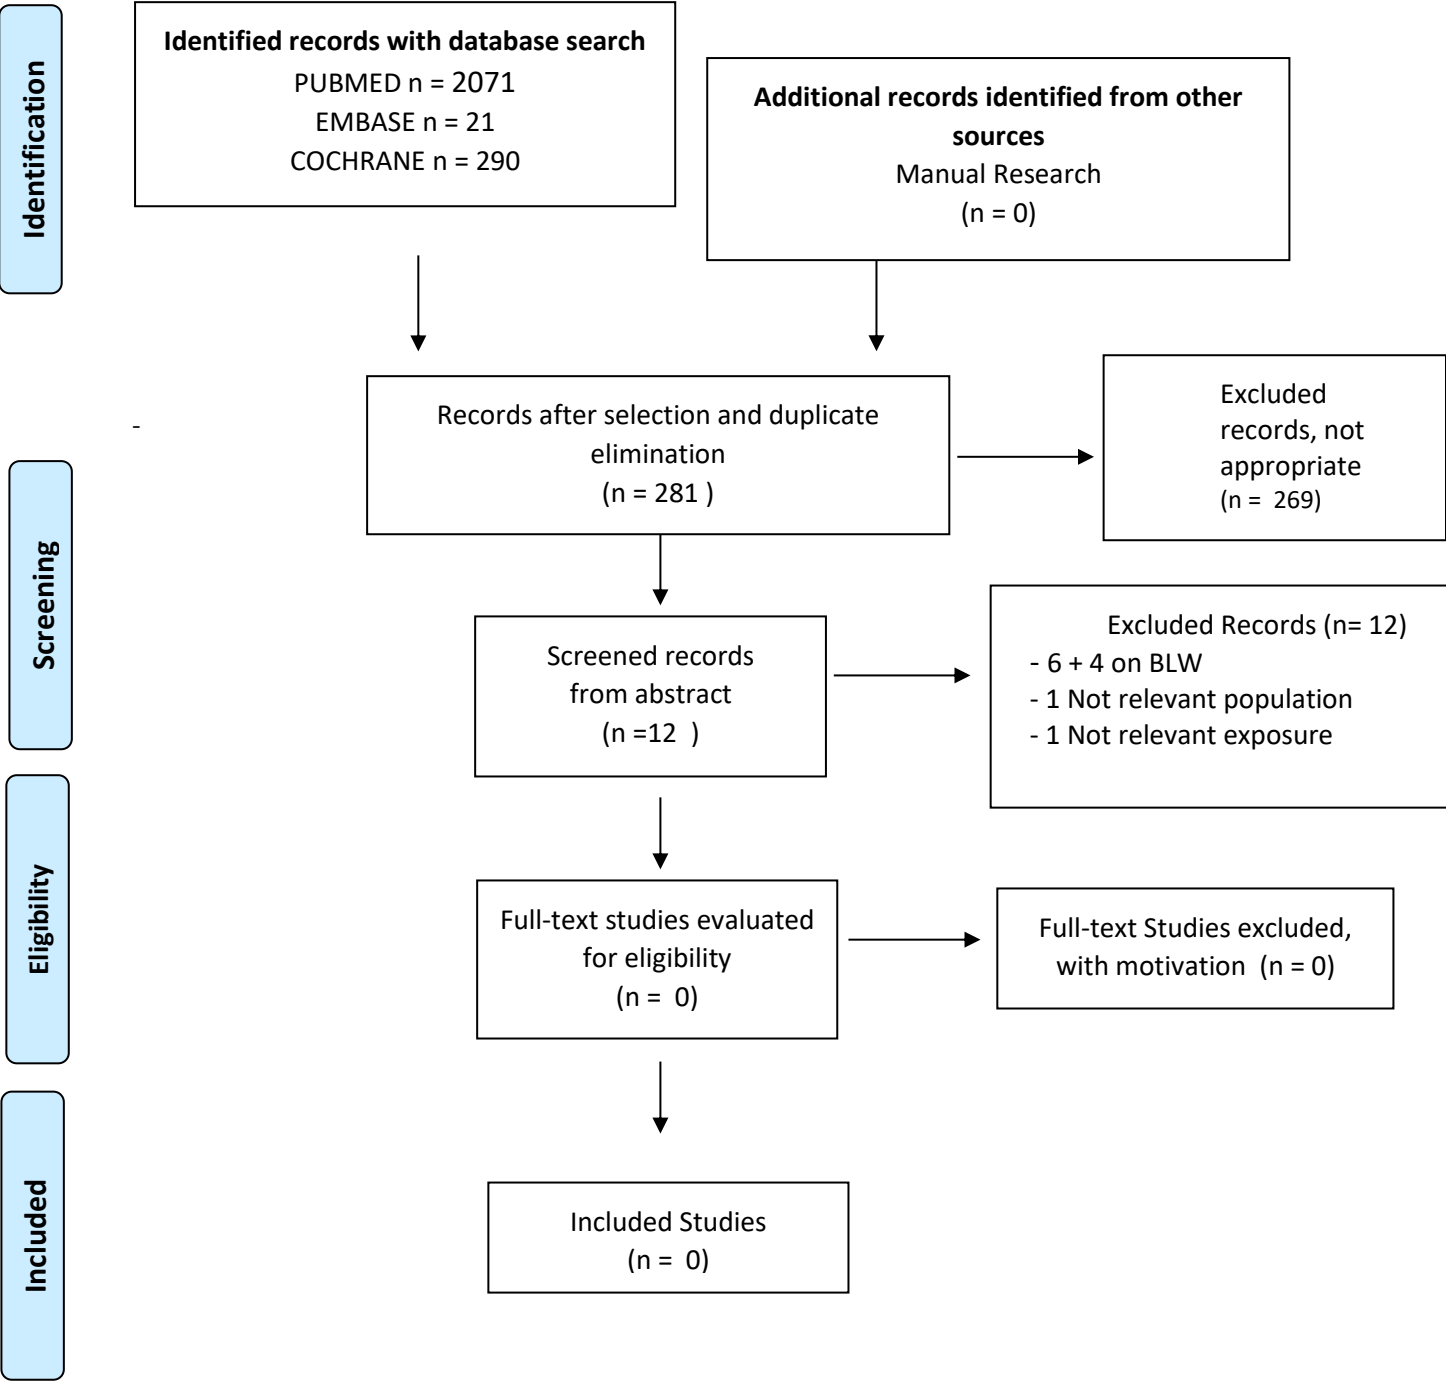 Identification
Identified records with database search
PUBMED n = 2071
EMBASE n = 21
COCHRANE n = 290
Additional records identified from other
sources
Manual Research
(n = 0)
-
Records after selection and duplicate
elimination
(n = 281 )
Excluded
records, not
appropriate
(n = 269)
Screening
Screened records
from abstract
(n =12 )
Excluded Records (n= 12)
- 6 + 4 on BLW
- 1 Not relevant population
- 1 Not relevant exposure
Eligibility
Full-text studies evaluated
for eligibility
(n = 0)
Full-text Studies excluded,
with motivation (n = 0)
Included
Included Studies
(n = 0)